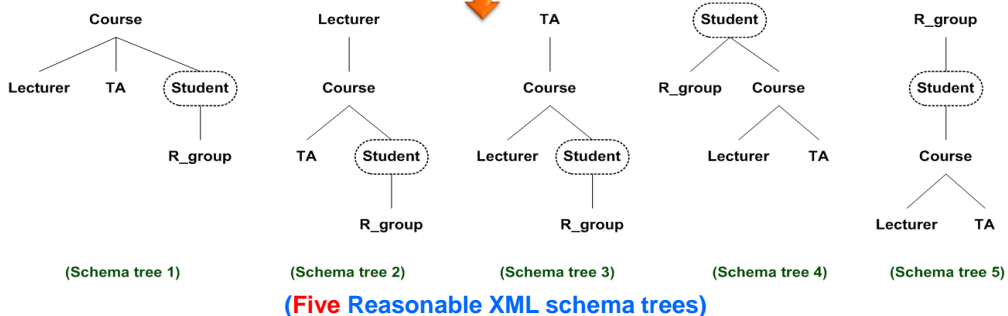 Course
Lecturer TA Student
R_group
(Schema tree 1)
Lecturer
Course
TA Student
R_group
(Schema tree 2)
TA
Course
Lecturer Student
R_group
(Schema tree 3)
Student
R_group Course
Lecturer TA
(Schema tree 4)
R_group
Student
Course
Lecturer TA
(Schema tree 5)
(Five Reasonable XML schema trees)